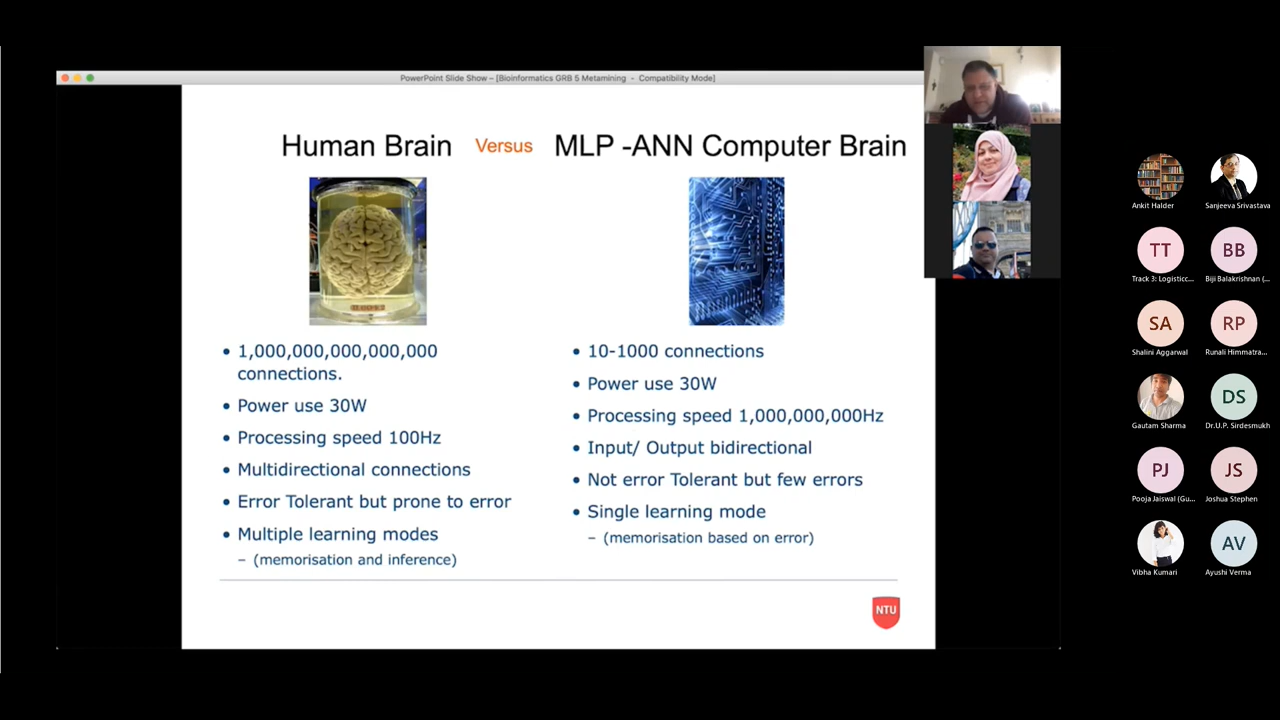 PowerPoint Slide Show – [Bioinformatics GRB 5 Metamining - Compatibility Mode]
Human Brain Versus MLP -ANN Computer Brain
• 1,000,000,000,000,000
connections.
• Power use 30W
• Processing speed 100Hz
• Multidirectional connections
• Error Tolerant but prone to error
• Multiple learning modes
– (memorisation and inference)
• 10-1000 connections
• Power use 30W
• Processing speed 1,000,000,000Hz
• Input/ Output bidirectional
• Not error Tolerant but few errors
• Single learning mode
– (memorisation based on error)
NTU
Ankit Halder
Sanjeeva Srivastava
TT
Track 3: Logisticc...
BB
Biji Balakrishnan (...
SA
Shalini Aggarwal
RP
Runali Himmatra...
Gautam Sharma
DS
Dr.U.P. Sirdesmukh
PJ
Pooja Jaiswal (Gu...
JS
Joshua Stephen
Vibha Kumari
AV
Ayushi Verma